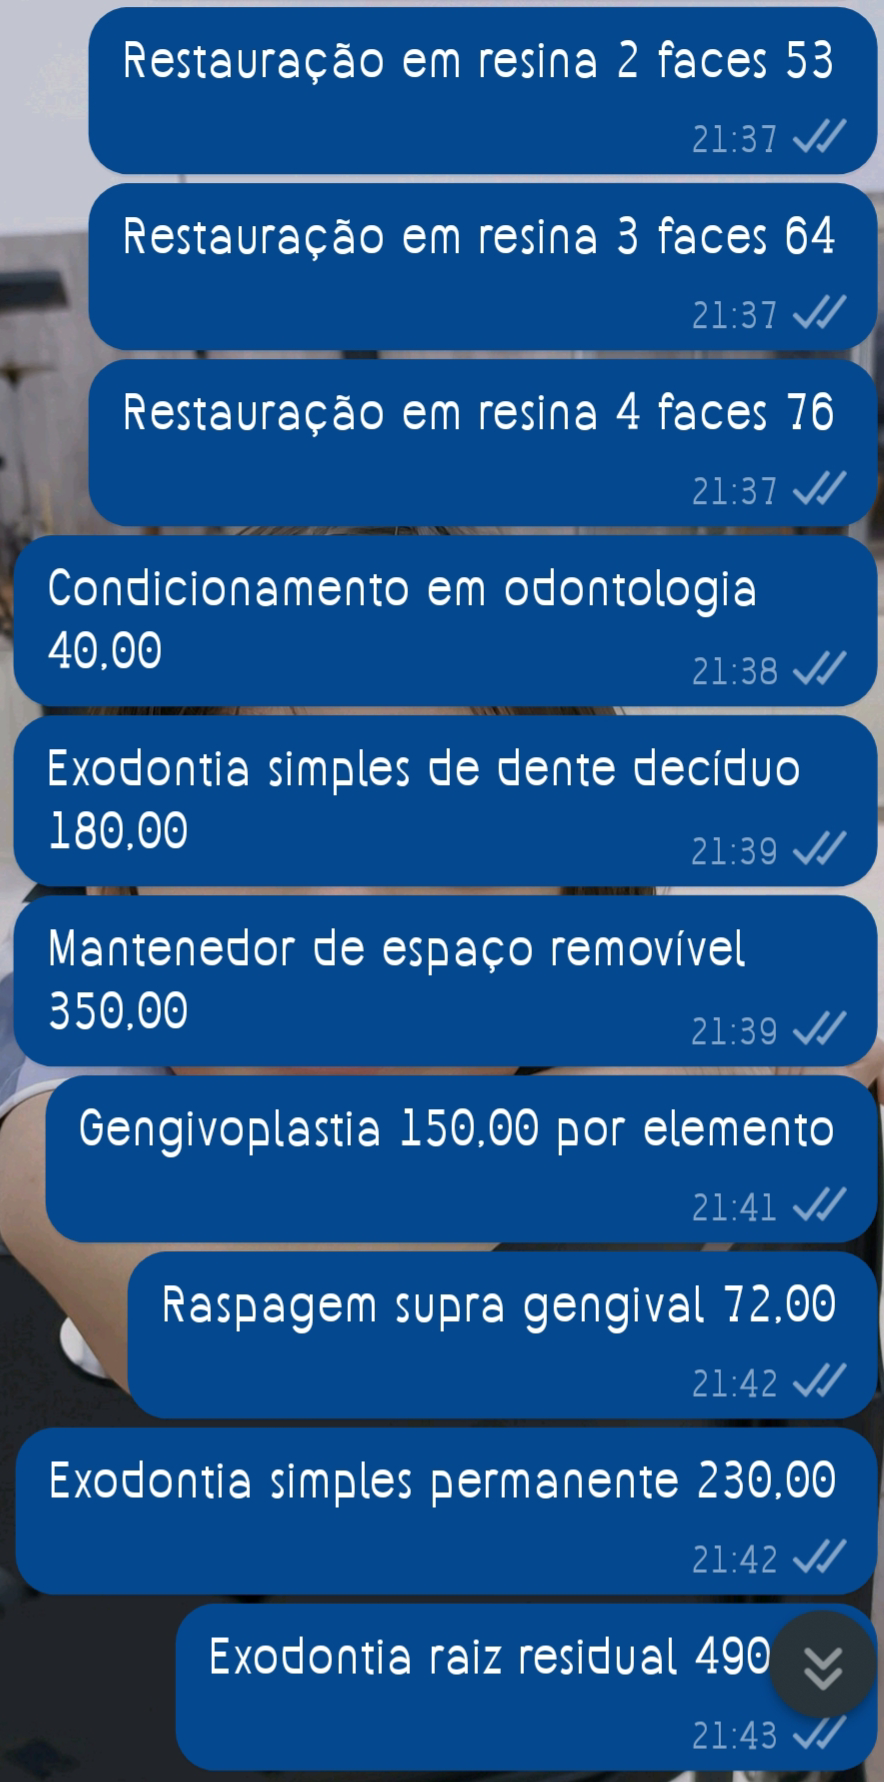 Restauração em resina 2 faces 53
21:37
Restauração em resina 3 faces 64
21:37
Restauração em resina 4 faces 76
21:37
Condicionamento em odontologia
40,00
21:38
Exodontia simples de dente decíduo
180,00
21:39
Mantenedor de espaço removível
350,00
21:39
Gengivoplastia 150,00 por elemento
21:41
Raspagem supra gengival 72,00
21:42
Exodontia simples permanente 230,00
21:42
Exodontia raiz residual 490
21:43